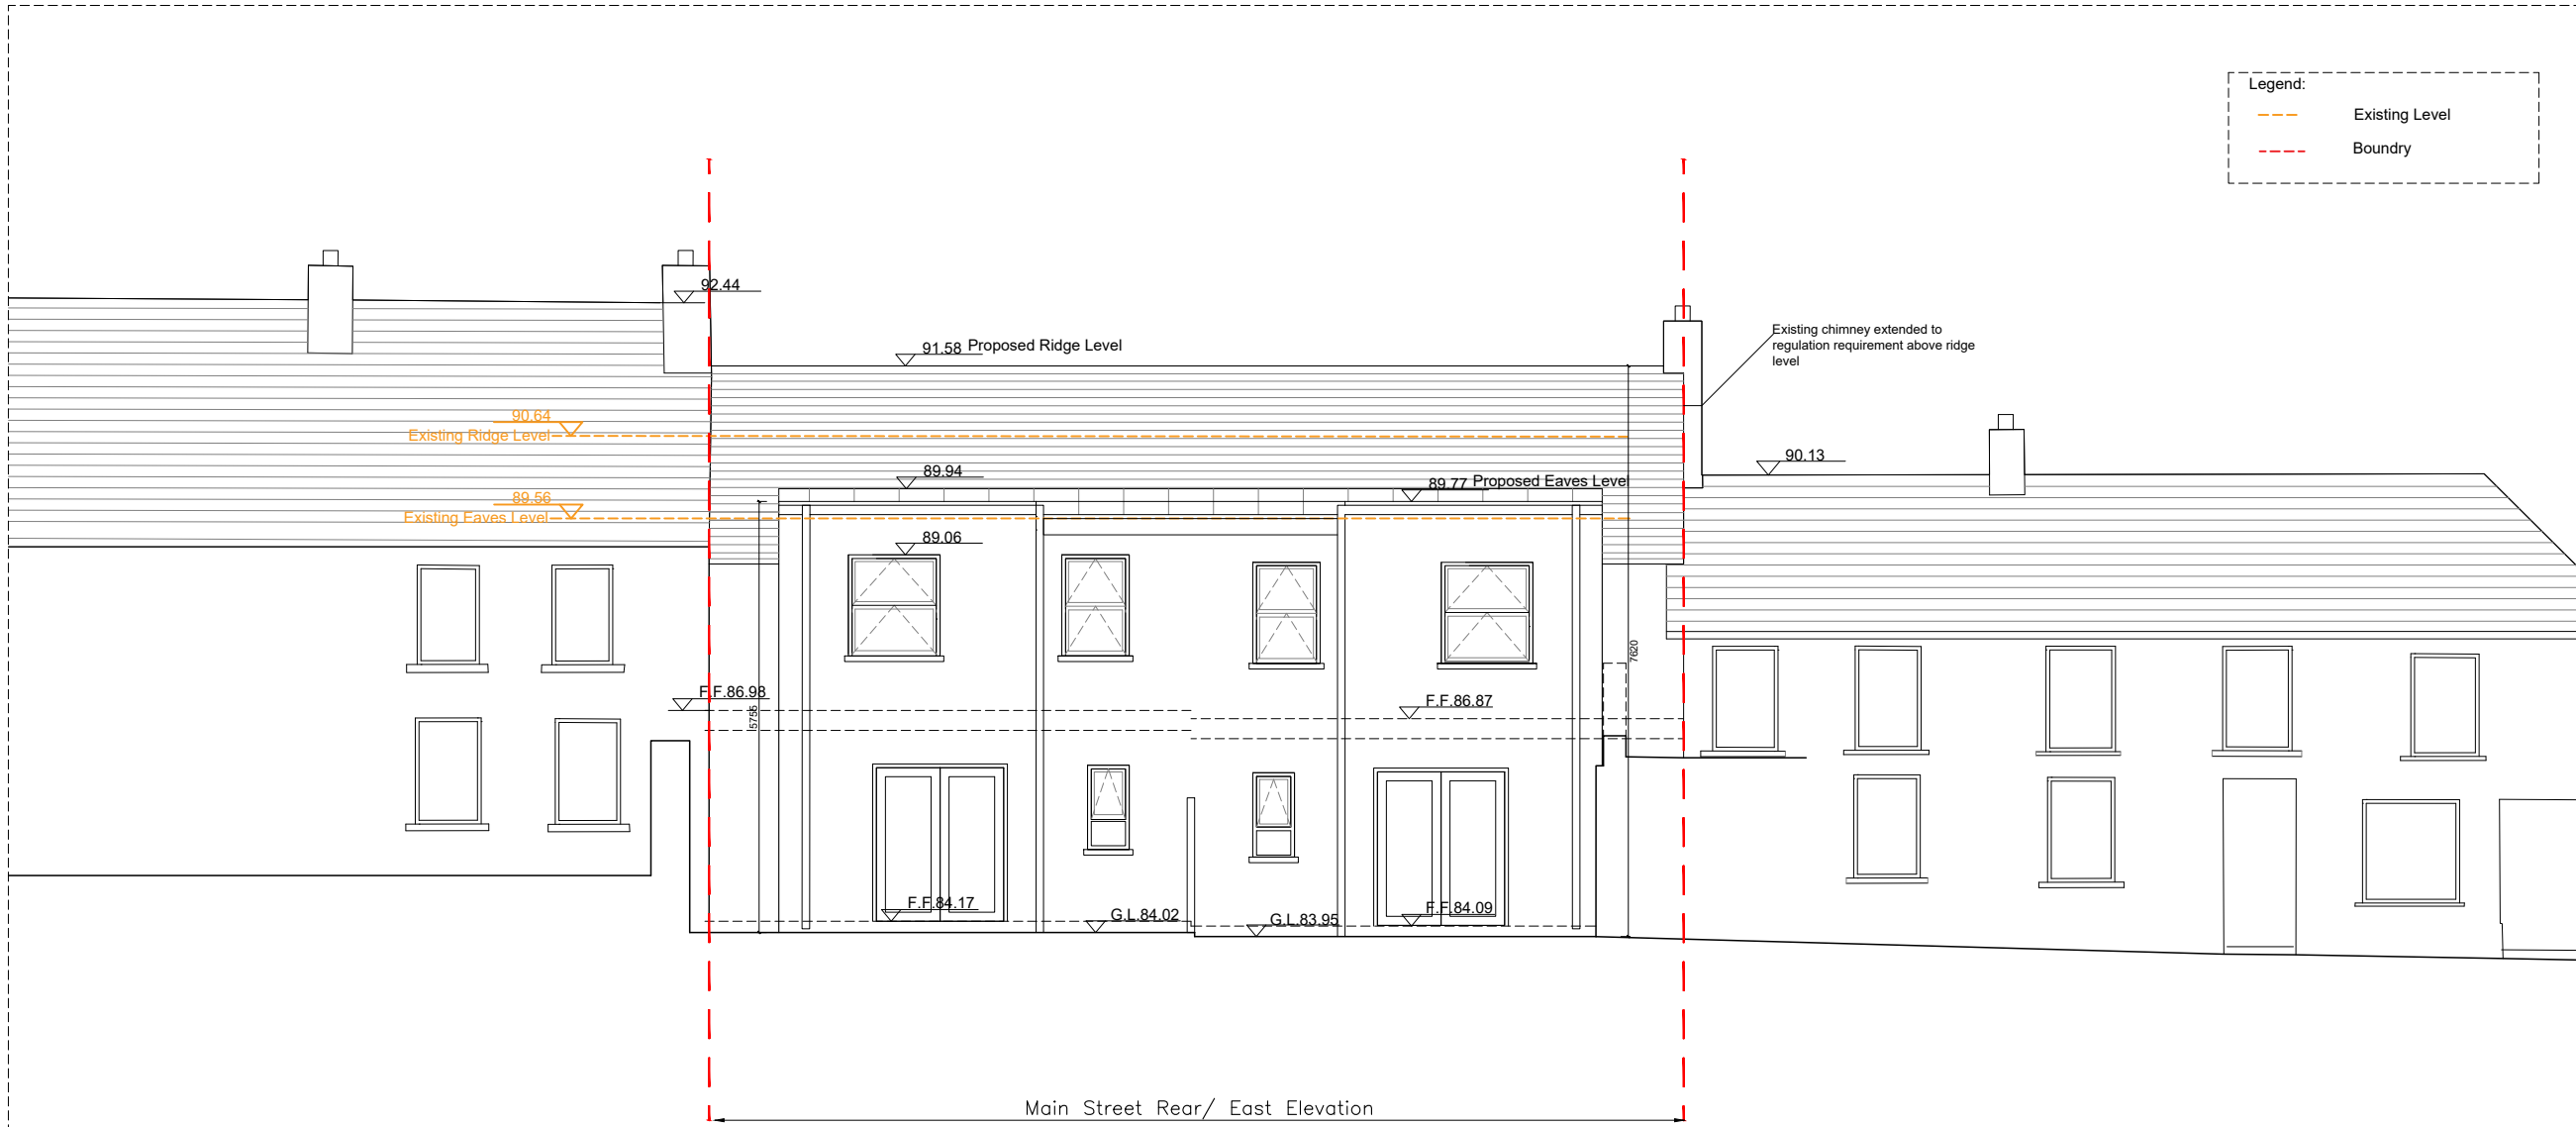 Legend:
Existing Level
Boundry
92.44
91.58 Proposed Ridge Level
Existing chimney extended to
regulation requirement above ridge
level
90.64
Existing Ridge Level
90.13
89.94
89.77 Proposed Eaves Level
89.56
Existing Eaves Level
89.06
7620
F.F.86.98
F.F.86.87
5755
F.F.84.17
G.L.84.02
G.L.83.95
F.F.84.09
Main Street Rear/ East Elevation